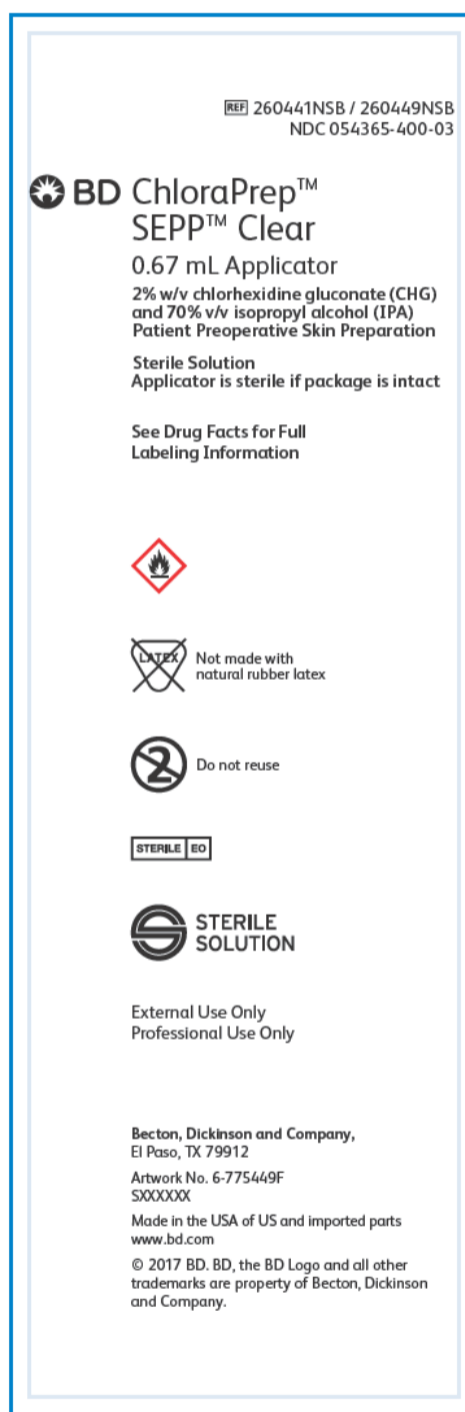 REF 260441NSB / 260449NSB
NDC 054365-400-03
BD ChloraPrep™
SEPP™ Clear
0.67 mL Applicator
2% w/v chlorhexidine gluconate (CHG)
and 70% v/v isopropyl alcohol (IPA)
Patient Preoperative Skin Preparation
Sterile Solution
Applicator is sterile if package is intact
See Drug Facts for Full
Labeling Information
LATEX
Not made with
natural rubber latex
2
Do not reuse
STERILE EO
STERILE
SOLUTION
External Use Only
Professional Use Only
Becton, Dickinson and Company,
El Paso, TX 79912
Artwork No. 6-775449F
SXXXXXX
Made in the USA of US and imported parts
www.bd.com
© 2017 BD. BD, the BD Logo and all other
trademarks are property of Becton, Dickinson
and Company.